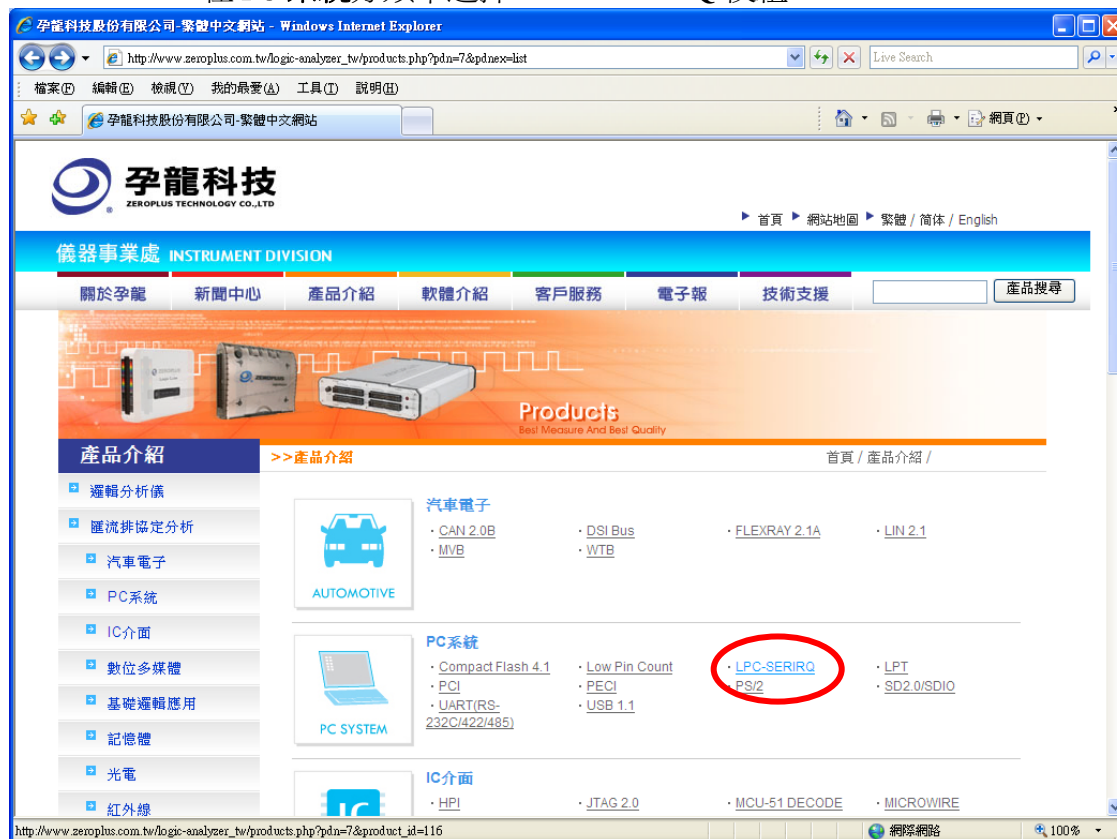 孕龍科技股份有限公司-繁體中文網站 - Windows Internet Explorer
http://www.zeroplus.com.tw/logic-analyzer_tw/products.php?pdn=7&pdnex=list
Live Search
檔案(F) 編輯(E) 檢視(V) 我的最愛(A) 工具(T) 說明(H)
孕龍科技股份有限公司-繁體中文網站
網頁(P)
孕龍科技
ZEROPLUS TECHNOLOGY CO.,LTD
首頁 網站地圖 繁體 / 简体 / English
儀器事業處 INSTRUMENT DIVISION
關於孕龍 新聞中心 產品介紹 軟體介紹 客戶服務 電子報 技術支援 產品搜尋
Products
Best Measure And Best Quality
產品介紹
>>產品介紹
首頁 / 產品介紹 /
邏輯分析儀
匯流排協定分析
汽車電子
PC系統
IC介面
數位多媒體
基礎邏輯應用
記憶體
光電
紅外線
AUTOMOTIVE
汽車電子
· CAN 2.0B · DSI Bus · FLEXRAY 2.1A · LIN 2.1
· MVB · WTB
PC SYSTEM
PC系統
· Compact Flash 4.1 · Low Pin Count · LPC-SERIRQ · LPT
· PCI · PECI · PS/2 · SD2.0/SDIO
· UART(RS-232C/422/485) · USB 1.1
IC
IC介面
· HPI · JTAG 2.0 · MCU-51 DECODE · MICROWIRE
http://www.zeroplus.com.tw/logic-analyzer_tw/products.php?pdn=7&product_id=116
網際網路
100%